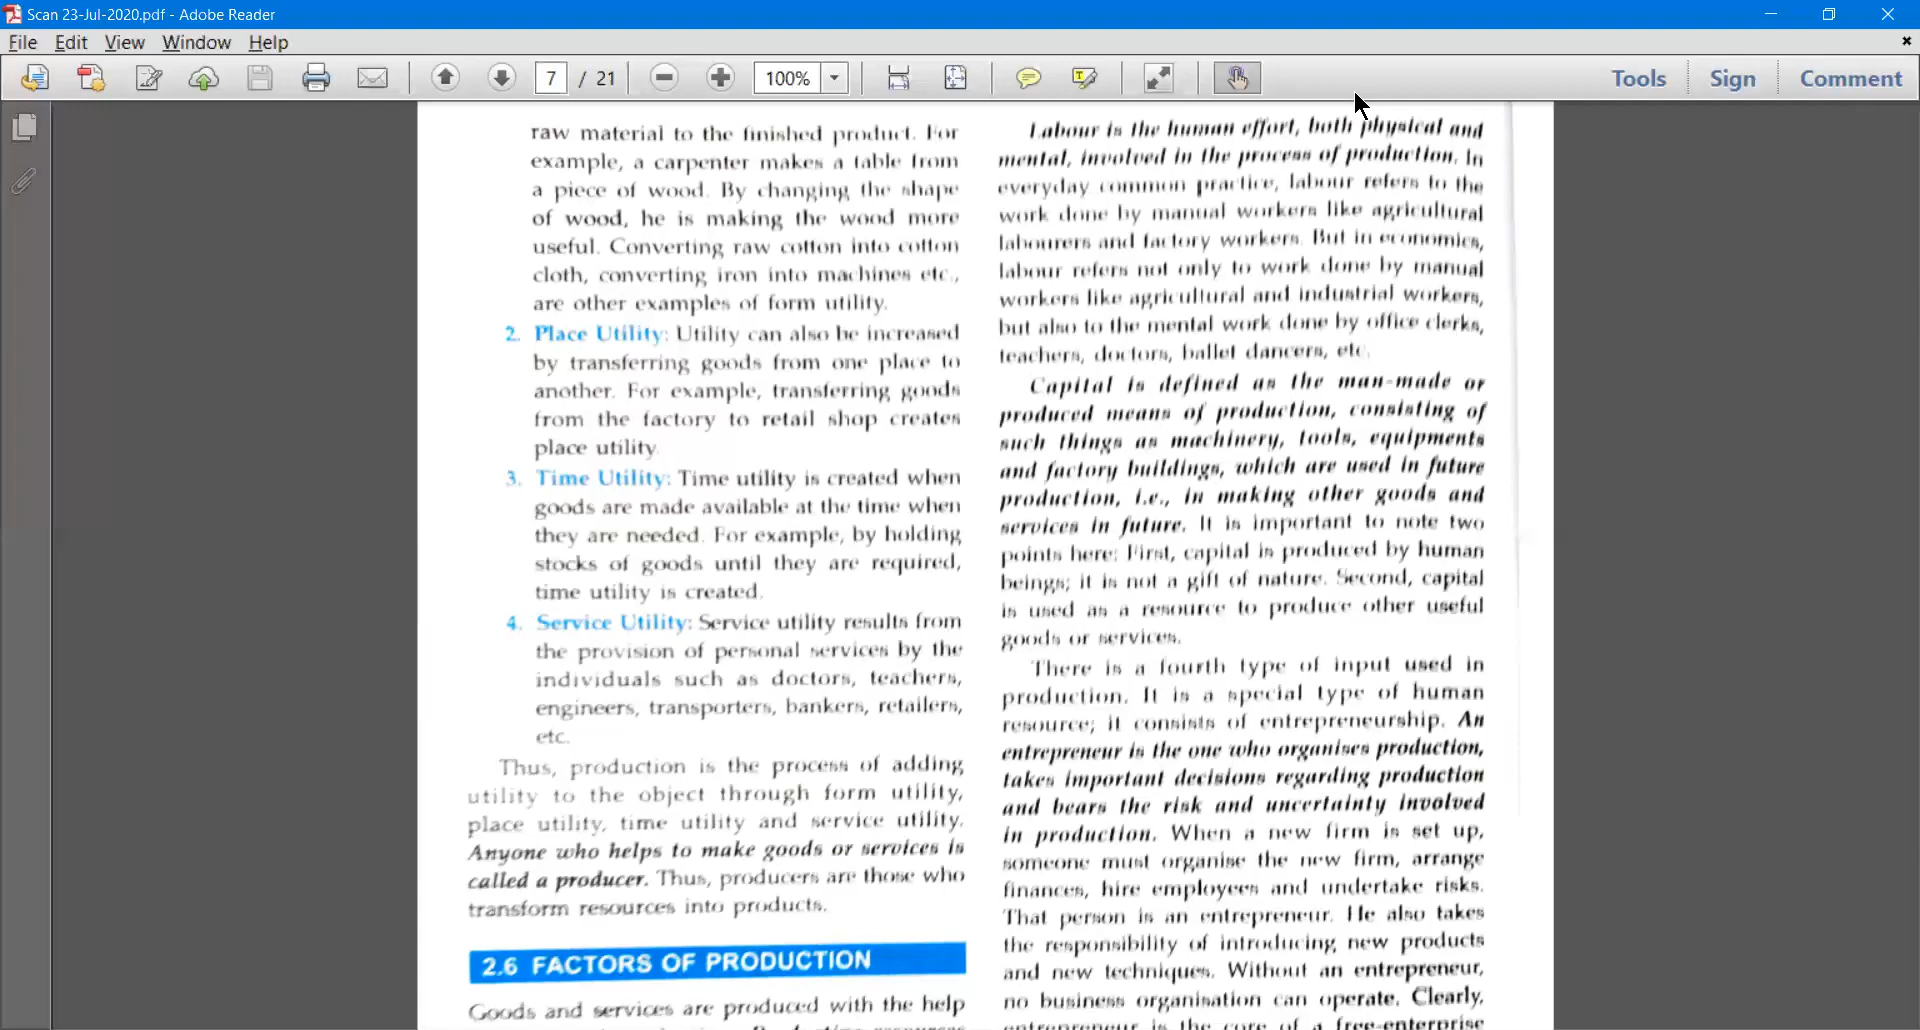 Scan 23-Jul-2020.pdf - Adobe Reader
File Edit View Window Help
7 / 21 100% Tools Sign Comment
raw material to the finished product. For
example, a carpenter makes a table from
a piece of wood. By changing the shape
of wood, he is making the wood more
useful. Converting raw cotton into cotton
cloth, converting iron into machines etc.,
are other examples of form utility.
2. Place Utility: Utility can also be increased
by transferring goods from one place to
another. For example, transferring goods
from the factory to retail shop creates
place utility.
3. Time Utility: Time utility is created when
goods are made available at the time when
they are needed. For example, by holding
stocks of goods until they are required,
time utility is created.
4. Service Utility: Service utility results from
the provision of personal services by the
individuals such as doctors, teachers,
engineers, transporters, bankers, retailers,
etc.
Thus, production is the process of adding
utility to the object through form utility,
place utility, time utility and service utility.
Anyone who helps to make goods or services is
called a producer. Thus, producers are those who
transform resources into products.
2.6 FACTORS OF PRODUCTION
Goods and services are produced with the help
Labour is the human effort, both physical and
mental, involved in the process of production. In
everyday common practice, labour refers to the
work done by manual workers like agricultural
labourers and factory workers. But in economics,
labour refers not only to work done by manual
workers like agricultural and industrial workers,
but also to the mental work done by office clerks,
teachers, doctors, ballet dancers, etc.
Capital is defined as the man-made or
produced means of production, consisting of
such things as machinery, tools, equipments
and factory buildings, which are used in future
production, i.e., in making other goods and
services in future. It is important to note two
points here: First, capital is produced by human
beings; it is not a gift of nature. Second, capital
is used as a resource to produce other useful
goods or services.
There is a fourth type of input used in
production. It is a special type of human
resource; it consists of entrepreneurship. An
entrepreneur is the one who organises production,
takes important decisions regarding production
and bears the risk and uncertainty involved
in production. When a new firm is set up,
someone must organise the new firm, arrange
finances, hire employees and undertake risks.
That person is an entrepreneur. He also takes
the responsibility of introducing new products
and new techniques. Without an entrepreneur,
no business organisation can operate. Clearly,
entrepreneur is the core of a free-enterprise